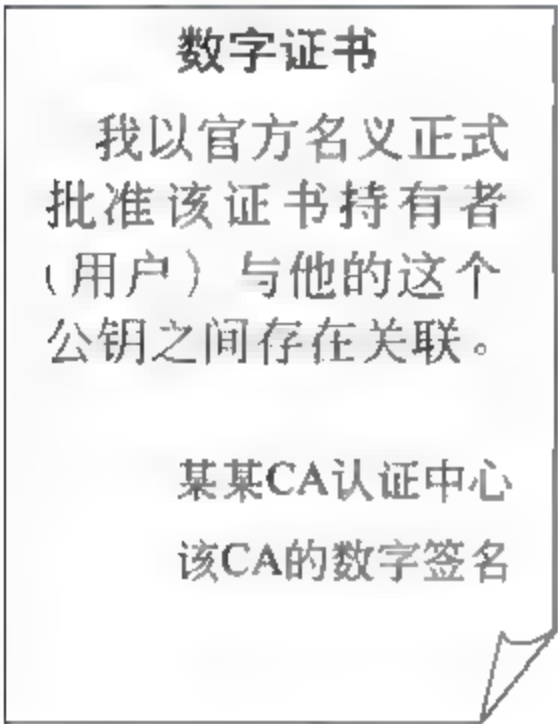 数字证书
我以官方名义正式
批准该证书持有者
(用户) 与他的这个
公钥之间存在关联。
某某CA认证中心
该CA的数字签名